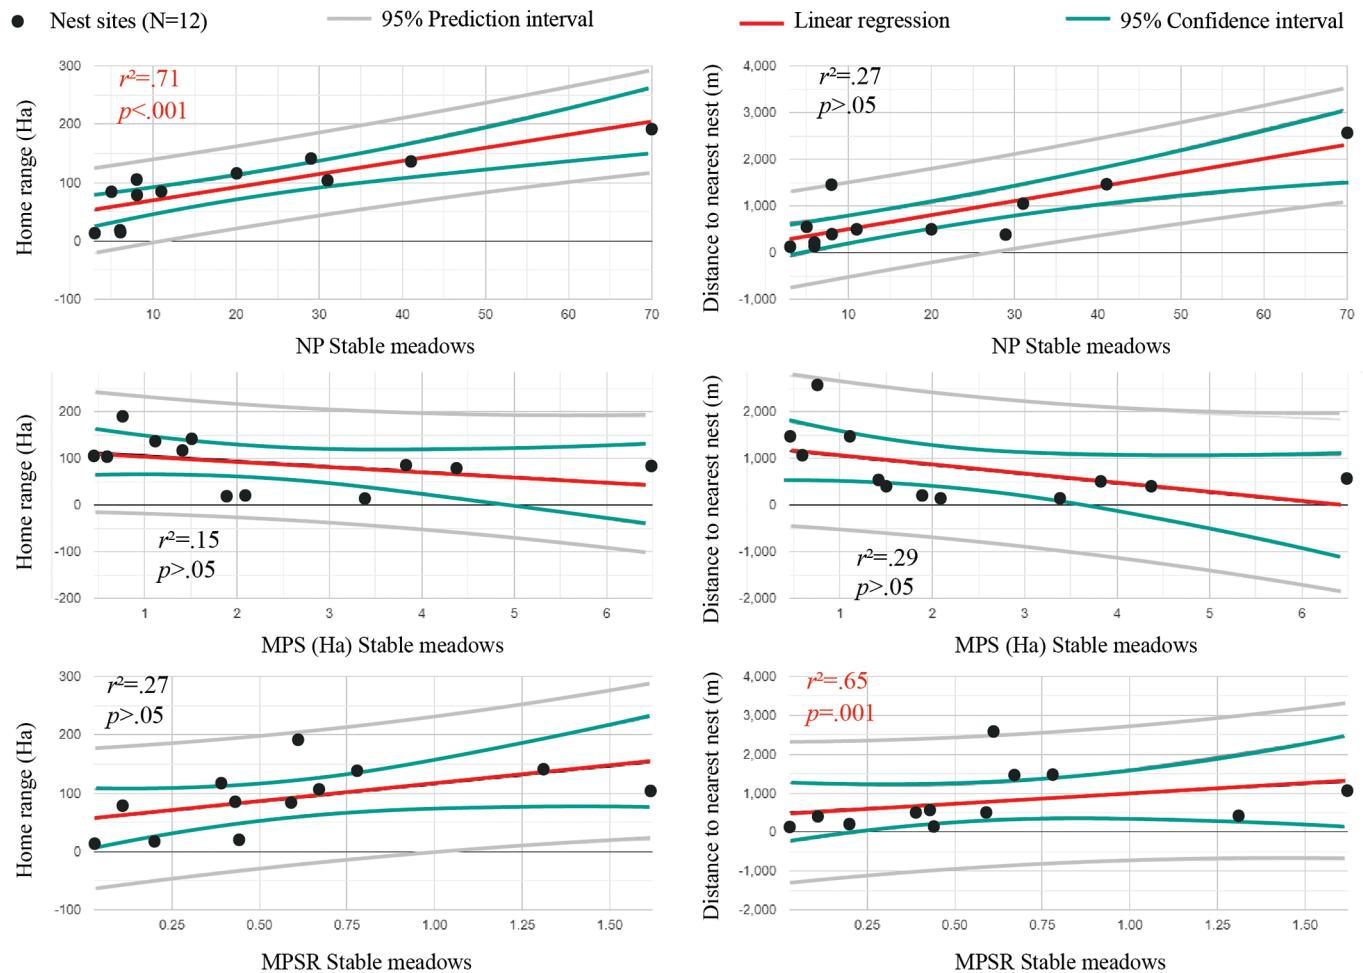 Nest sites (N=12) 95% Prediction interval Linear regression 95% Confidence interval
Home range (Ha)
300
200
100
0
-100
r²=.71
p<.001
10 20 30 40 50 60 70
NP Stable meadows
Distance to nearest nest (m)
4,000
3,000
2,000
1,000
0
-1,000
r²=.27
p>.05
10 20 30 40 50 60 70
NP Stable meadows
Home range (Ha)
200
100
0
-100
-200
r²=.15
p>.05
1 2 3 4 5 6
MPS (Ha) Stable meadows
Distance to nearest nest (m)
2,000
1,000
0
-1,000
-2,000
r²=.29
p>.05
1 2 3 4 5 6
MPS (Ha) Stable meadows
Home range (Ha)
300
200
100
0
-100
r²=.27
p>.05
0.25 0.50 0.75 1.00 1.25 1.50
MPSR Stable meadows
Distance to nearest nest (m)
4,000
3,000
2,000
1,000
0
-1,000
-2,000
r²=.65
p=.001
0.25 0.50 0.75 1.00 1.25 1.50
MPSR Stable meadows